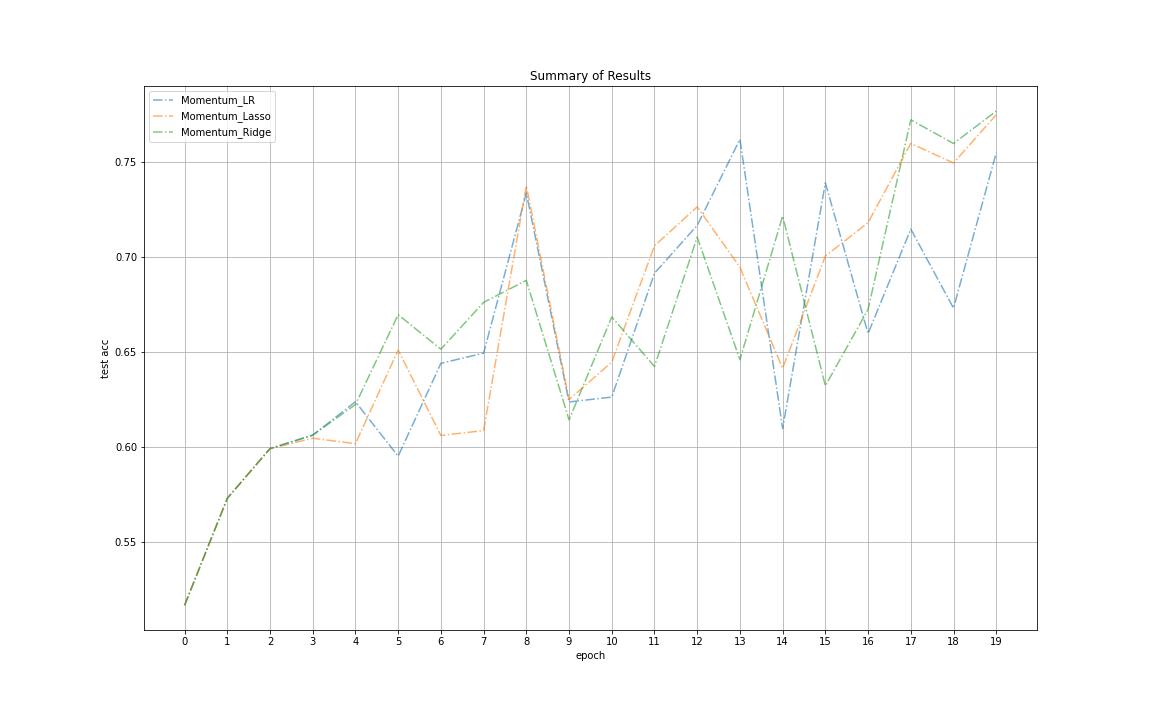 Summary of Results
Momentum_LR
Momentum_Lasso
Momentum_Ridge
0.75
0.70
0.65
0.60
0.55
test acc
0 1 2 3 4 5 6 7 8 9 10 11 12 13 14 15 16 17 18 19
epoch